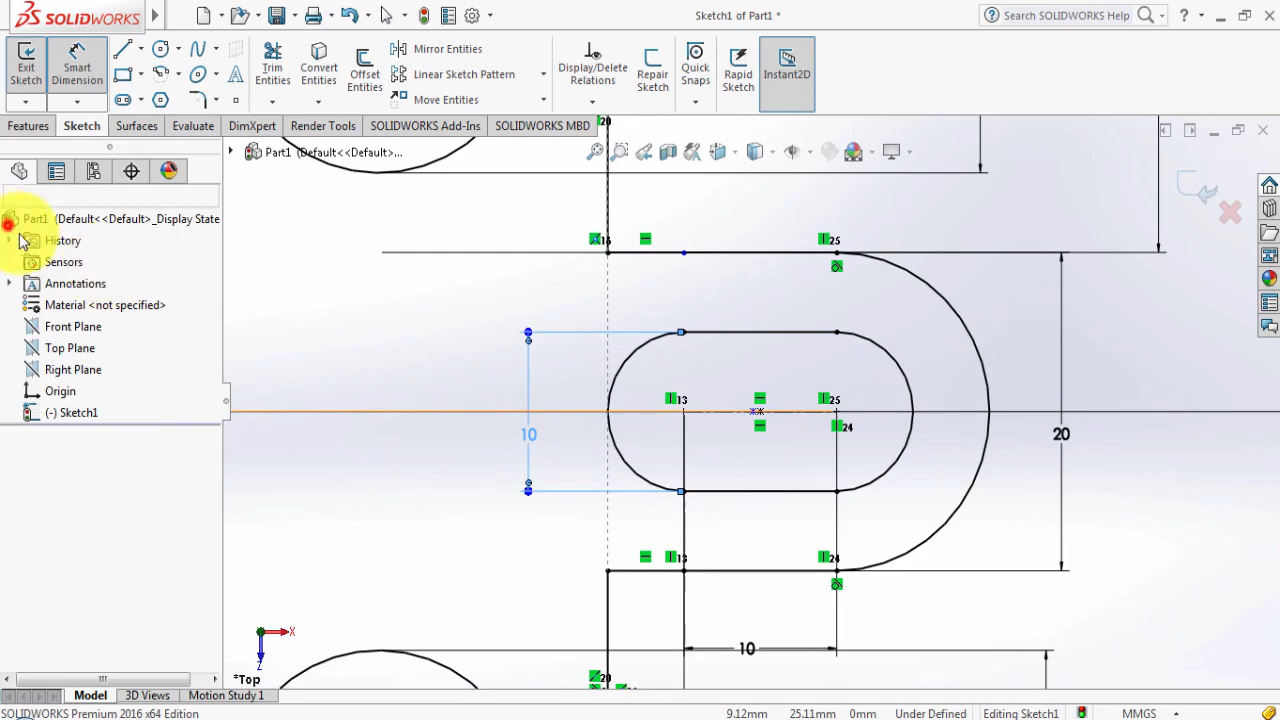 SOLIDWORKS
Sketch1 of Part1 *
Search SOLIDWORKS Help
?
Exit Sketch
Smart Dimension
Trim Entities
Convert Entities
Offset Entities
Mirror Entities
Linear Sketch Pattern
Move Entities
Display/Delete Relations
Repair Sketch
Quick Snaps
Rapid Sketch
Instant2D
Features
Sketch
Surfaces
Evaluate
DimXpert
Render Tools
SOLIDWORKS Add-Ins
SOLIDWORKS MBD
20
Part1 (Default<<Default>...
Part1 (Default<<Default>_Display State
History
Sensors
Annotations
Material <not specified>
Front Plane
Top Plane
Right Plane
Origin
(-) Sketch1
25
13
25
10
24
20
13
24
10
20
X
Z
*Top
Model
3D Views
Motion Study 1
SOLIDWORKS Premium 2016 x64 Edition
9.12mm
25.11mm
0mm
Under Defined
Editing Sketch1
MMGS